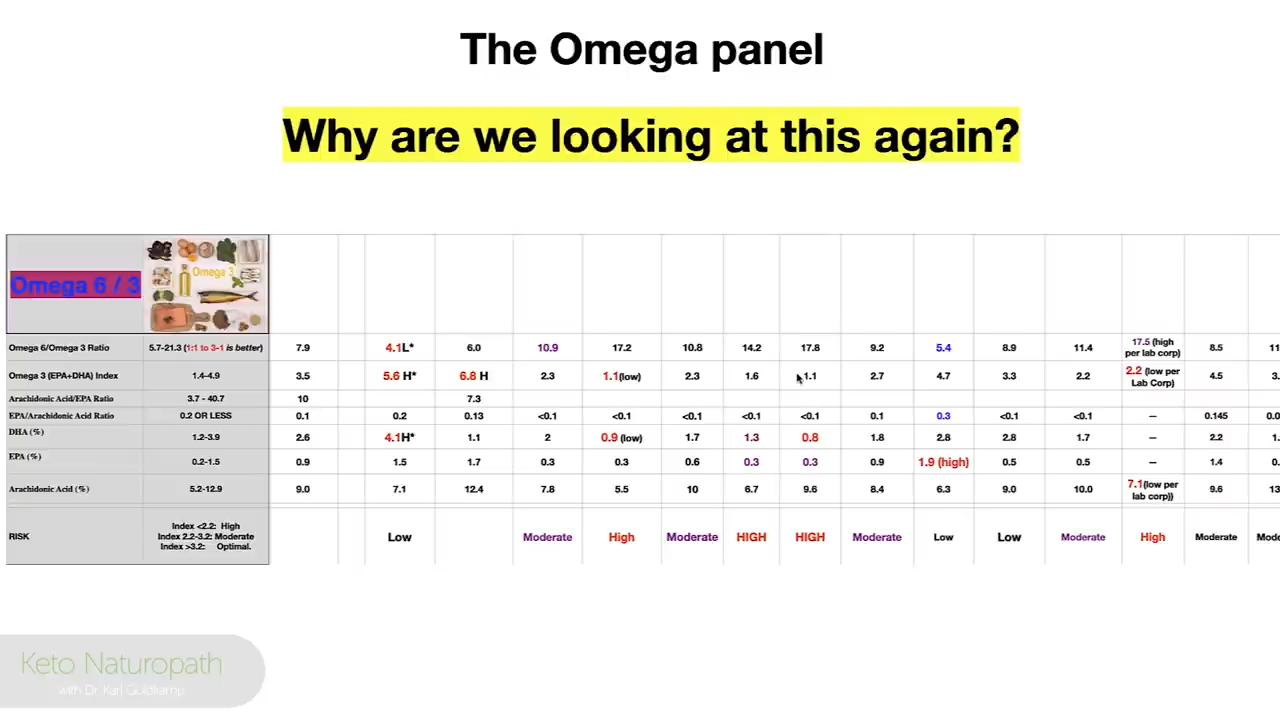 The Omega panel
Why are we looking at this again?
Omega 6 / 3
Omega 3
Omega 6/Omega 3 Ratio 5.7-21.3 (1:1 to 3-1 is better) 7.9 4.1L* 6.0 10.9 17.2 10.8 14.2 17.8 9.2 5.4 8.9 11.4 17.5 (high per lab corp) 8.5 11
Omega 3 (EPA+DHA) Index 1.4-4.9 3.5 5.6 H* 6.8 H 2.3 1.1(low) 2.3 1.6 1.1 2.7 4.7 3.3 2.2 2.2 (low per Lab Corp) 4.5 3.
Arachidonic Acid/EPA Ratio 3.7 - 40.7 10 7.3
EPA/Arachidonic Acid Ratio 0.2 OR LESS 0.1 0.2 0.13 <0.1 <0.1 <0.1 <0.1 <0.1 0.1 0.3 <0.1 <0.1 – 0.145 0.0
DHA (%) 1.2-3.9 2.6 4.1H* 1.1 2 0.9 (low) 1.7 1.3 0.8 1.8 2.8 2.8 1.7 – 2.2 1.
EPA (%) 0.2-1.5 0.9 1.5 1.7 0.3 0.3 0.6 0.3 0.3 0.9 1.9 (high) 0.5 0.5 – 1.4 0.
Arachidonic Acid (%) 5.2-12.9 9.0 7.1 12.4 7.8 5.5 10 6.7 9.6 8.4 6.3 9.0 10.0 7.1(low per lab corp)) 9.6 13
RISK Index <2.2: High Index 2.2-3.2: Moderate Index >3.2: Optimal. Low Moderate High Moderate HIGH HIGH Moderate Low Low Moderate High Moderate Mode
Keto Naturopath
with Dr. Karl Goldkamp